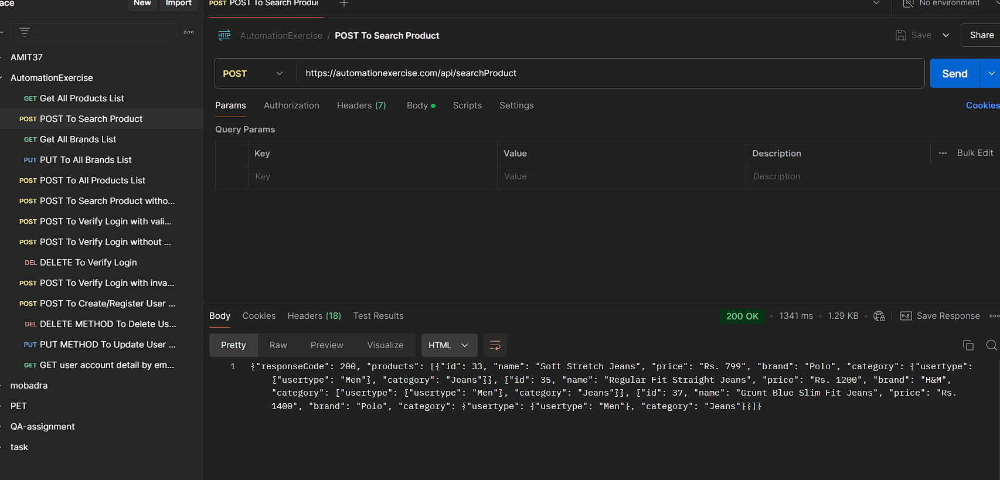 ace New Import
AMIT37
AutomationExercise
GET Get All Products List
POST POST To Search Product
GET Get All Brands List
PUT PUT To All Brands List
POST POST To All Products List
POST POST To Search Product witho...
POST POST To Verify Login with vali...
POST POST To Verify Login without ...
DEL DELETE To Verify Login
POST POST To Verify Login with inva...
POST POST To Create/Register User ...
DEL DELETE METHOD To Delete Us...
PUT PUT METHOD To Update User ...
GET GET user account detail by em...
mobadra
PET
QA-assignment
task
POST POST To Search Produ No environment
HTTP AutomationExercise / POST To Search Product Save Share
POST https://automationexercise.com/api/searchProduct Send
Params Authorization Headers (7) Body Scripts Settings Cookies
Query Params
Key Value Description Bulk Edit
Key Value Description
Body Cookies Headers (18) Test Results 200 OK 1341 ms 1.29 KB e.g. Save Response
Pretty Raw Preview Visualize HTML
1 {"responseCode": 200, "products": [{"id": 33, "name": "Soft Stretch Jeans", "price": "Rs. 799", "brand": "Polo", "category": {"usertype":
{"usertype": "Men"}, "category": "Jeans"}}, {"id": 35, "name": "Regular Fit Straight Jeans", "price": "Rs. 1200", "brand": "H&M",
"category": {"usertype": {"usertype": "Men"}, "category": "Jeans"}}, {"id": 37, "name": "Grunt Blue Slim Fit Jeans", "price": "Rs.
1400", "brand": "Polo", "category": {"usertype": {"usertype": "Men"}, "category": "Jeans"}}]}